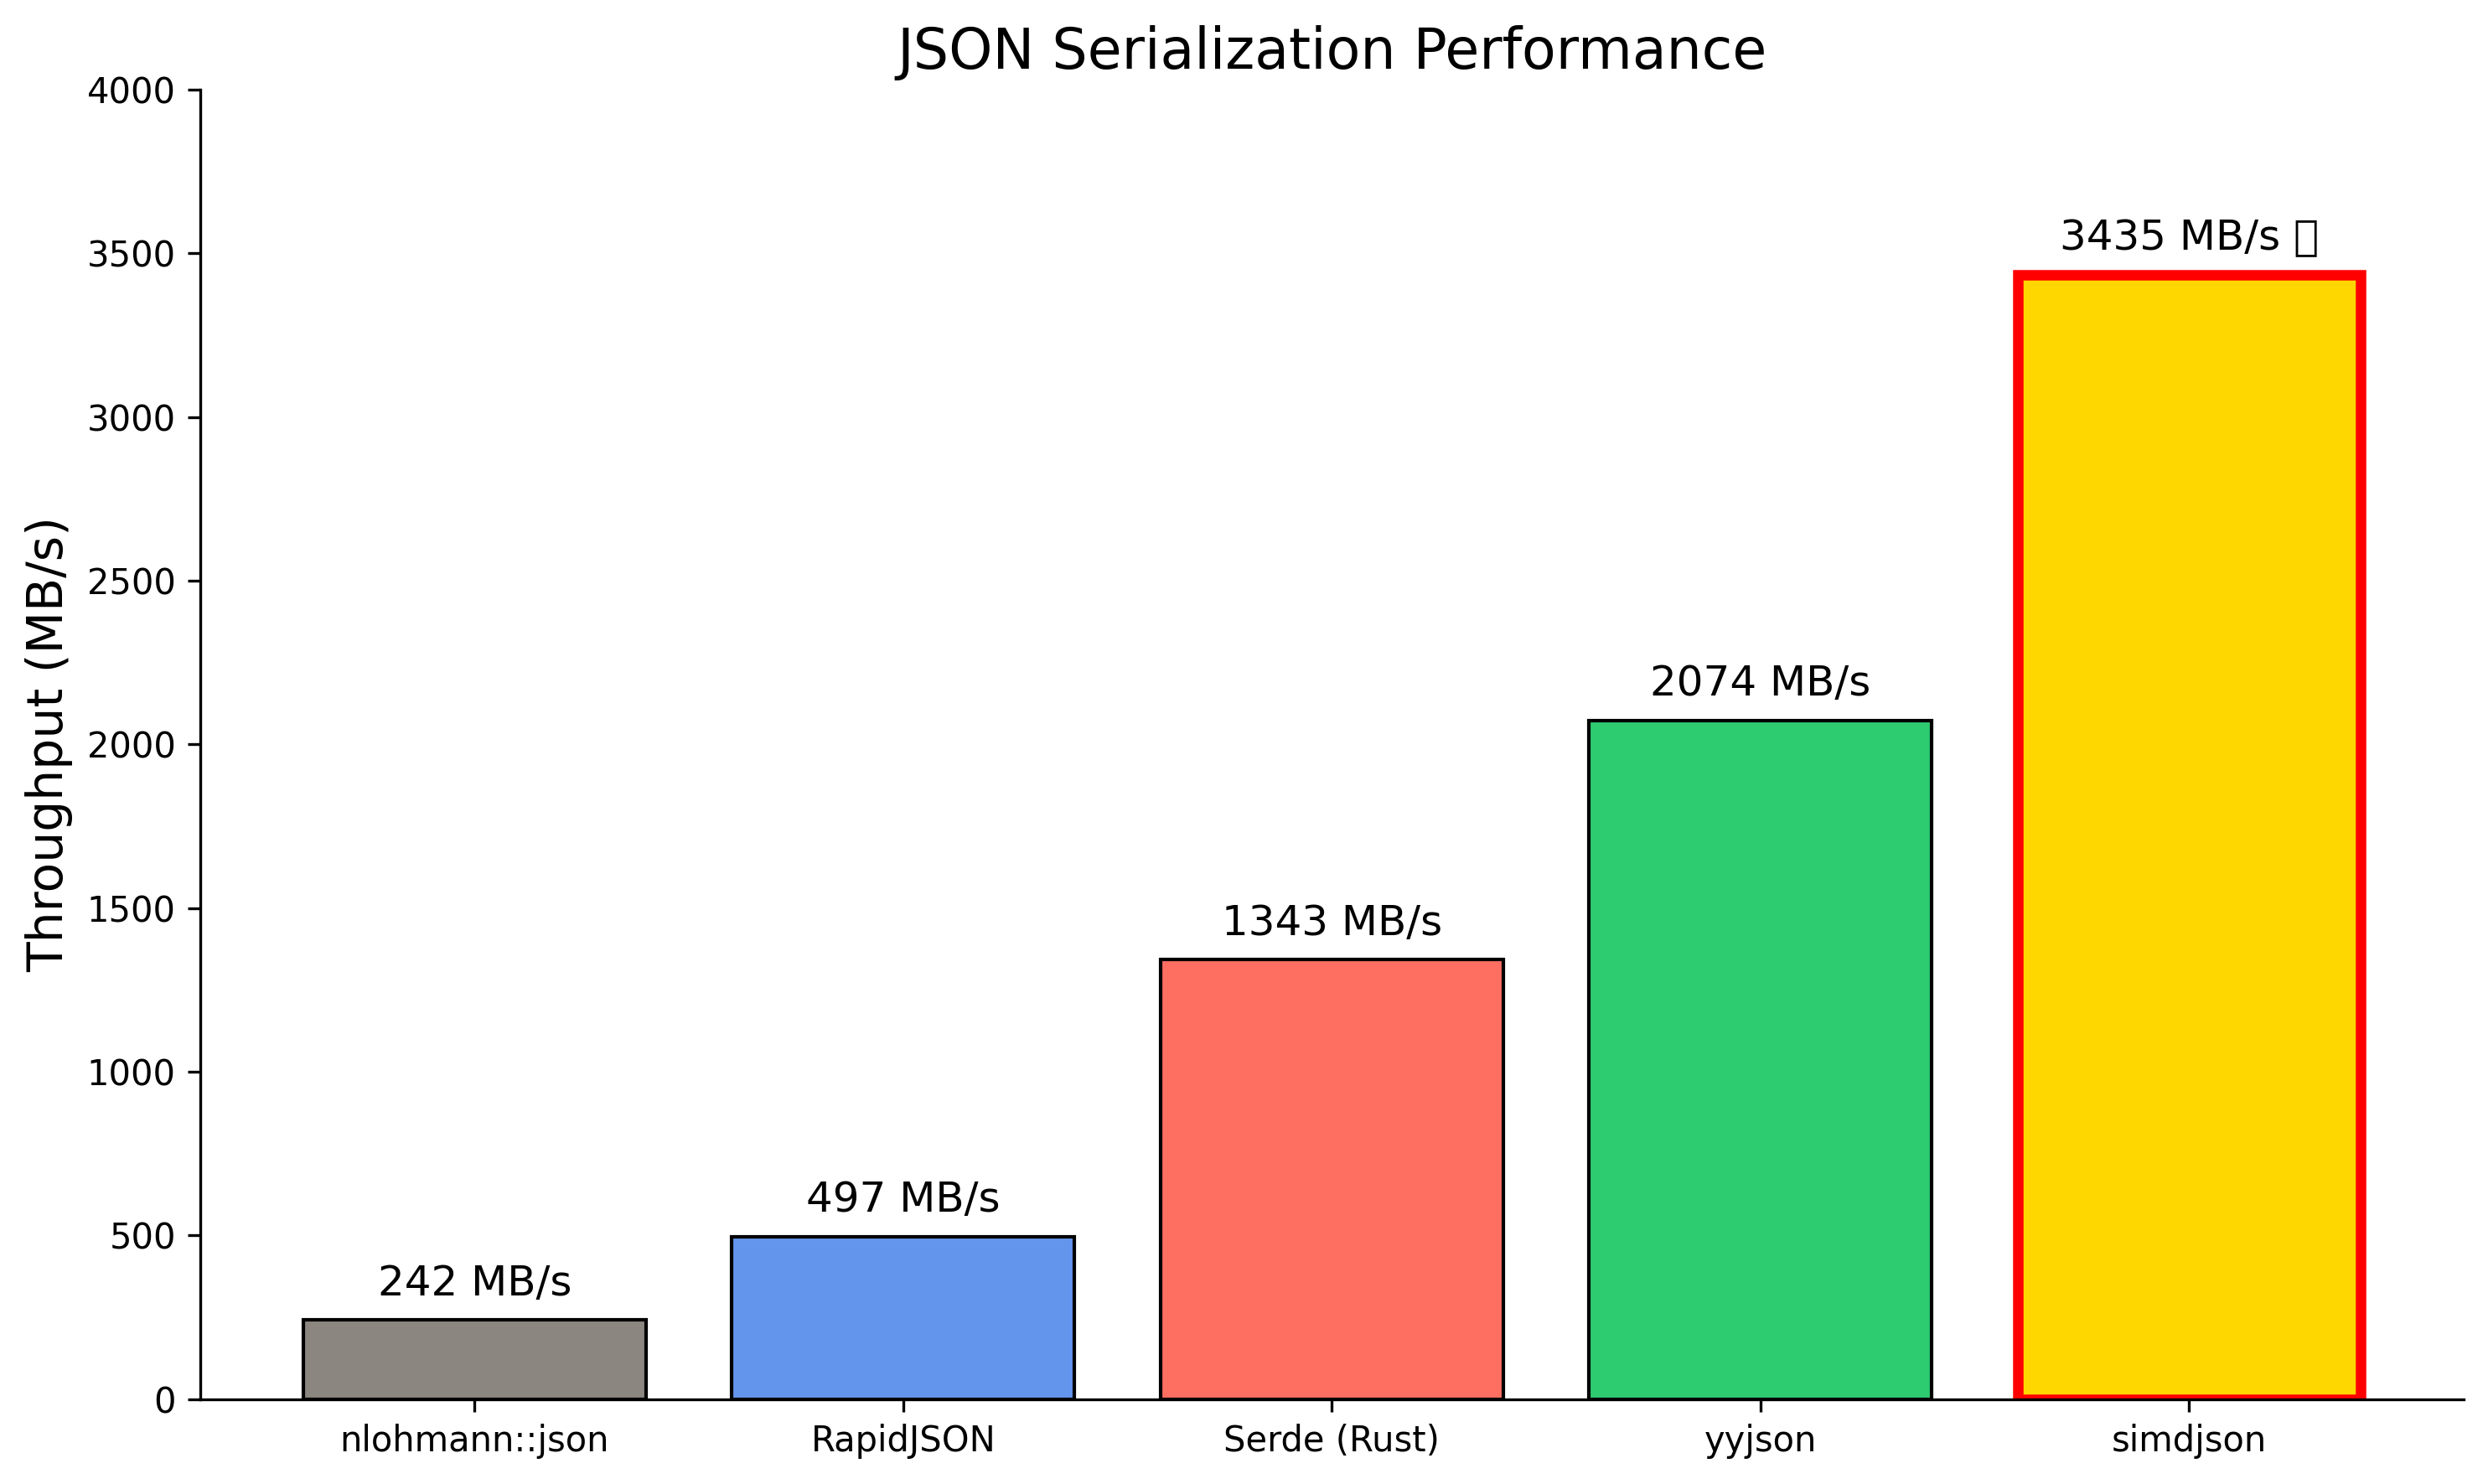 JSON Serialization Performance
Throughput (MB/s)
4000
3500
3000
2500
2000
1500
1000
500
0
242 MB/s
497 MB/s
1343 MB/s
2074 MB/s
3435 MB/s
nlohmann::json
RapidJSON
Serde (Rust)
yyjson
simdjson